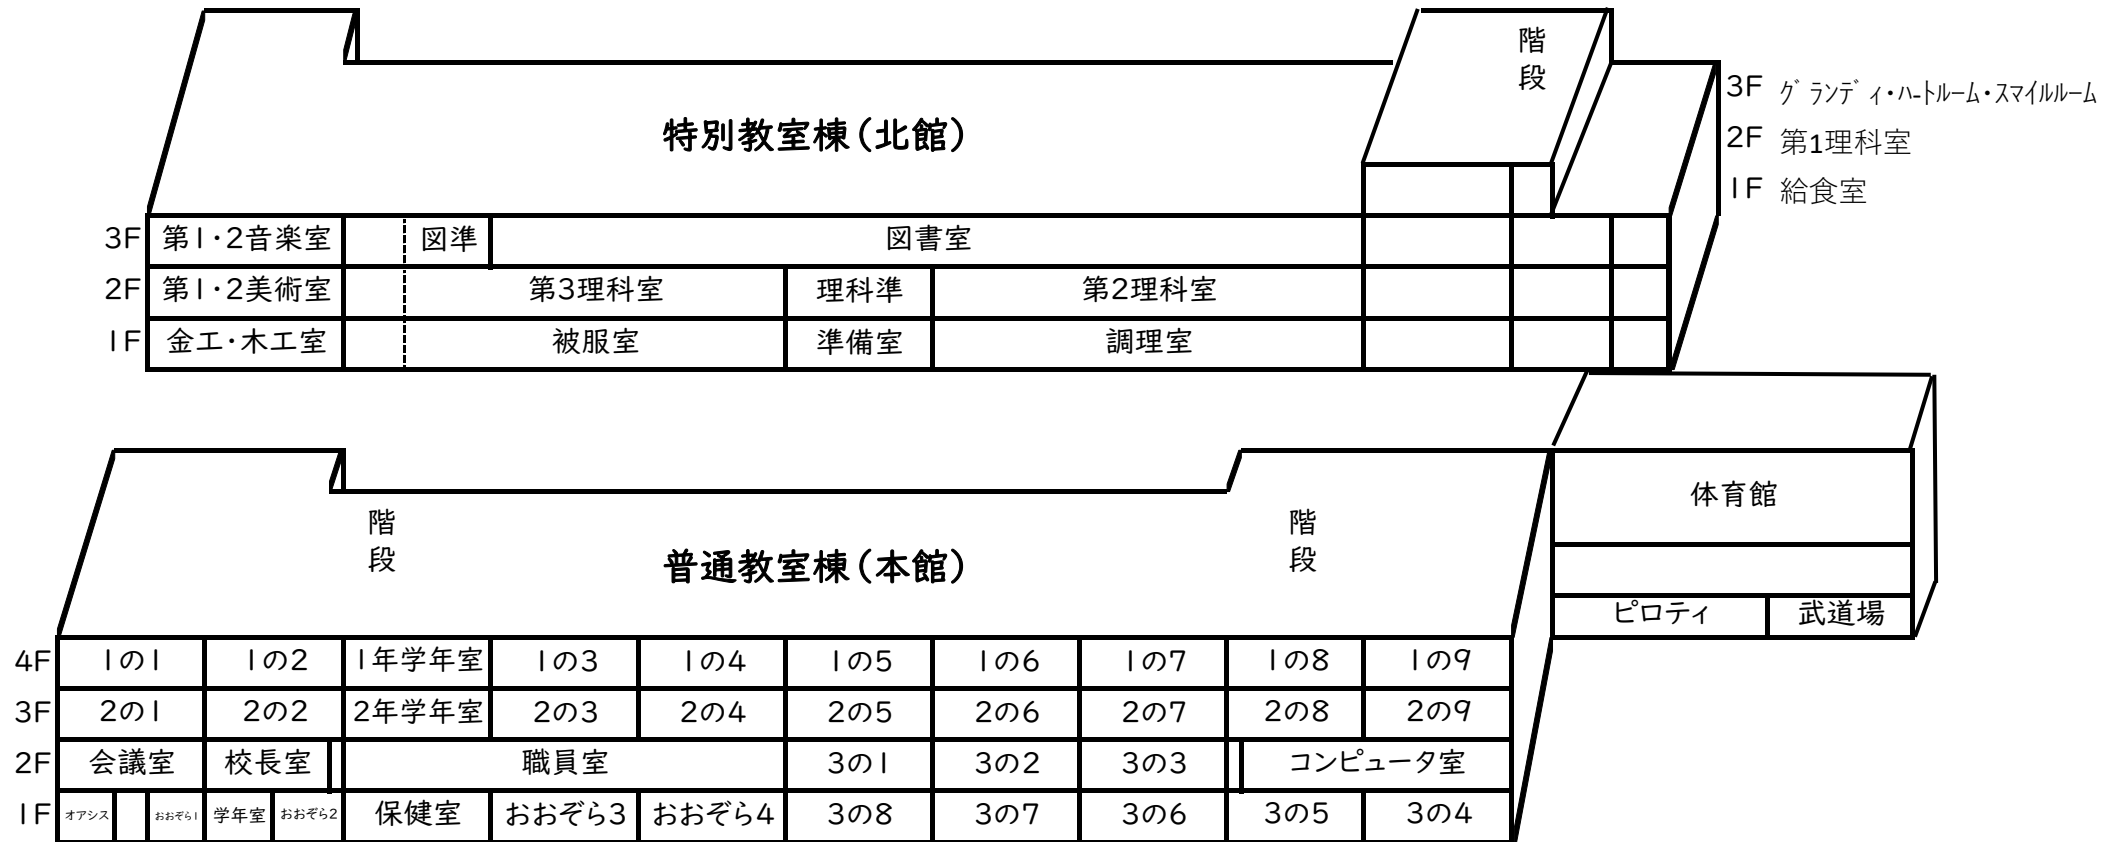 階段
3F グランディ・ハートルーム・スマイルルーム
特別教室棟(北館)
2F 第1理科室
1F 給食室
3F 第1・2音楽室 図準 図書室
2F 第1・2美術室 第3理科室 理科準 第2理科室
1F 金工・木工室 被服室 準備室 調理室
体育館
階段 階段
普通教室棟(本館)
ピロティ 武道場
4F 1の1 1の2 1年学年室 1の3 1の4 1の5 1の6 1の7 1の8 1の9
3F 2の1 2の2 2年学年室 2の3 2の4 2の5 2の6 2の7 2の8 2の9
2F 会議室 校長室 職員室 3の1 3の2 3の3 コンピュータ室
1F オアシス おおぞら1 学年室 おおぞら2 保健室 おおぞら3 おおぞら4 3の8 3の7 3の6 3の5 3の4